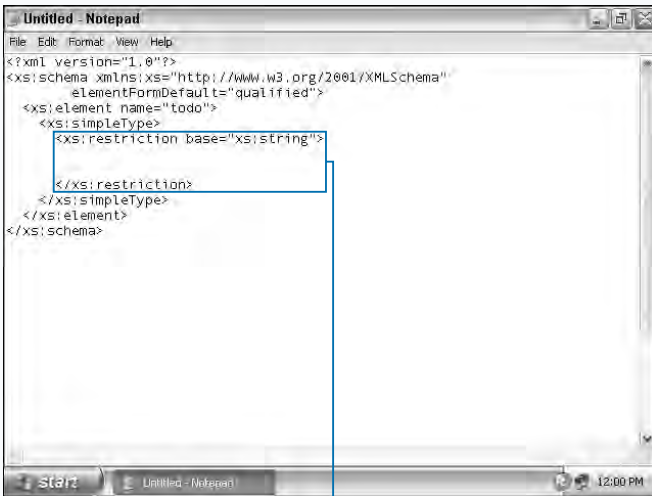 Untitled - Notepad
File Edit Format View Help
<?xml version="1.0"?>
<xs:schema xmlns:xs="http://www.w3.org/2001/XMLSchema"
elementFormDefault="qualified">
<xs:element name="todo">
<xs:simpleType>
<xs:restriction base="xs:string">
</xs:restriction>
</xs:simpleType>
</xs:element>
</xs:schema>
start Untitled - Notepad 12:00 PM